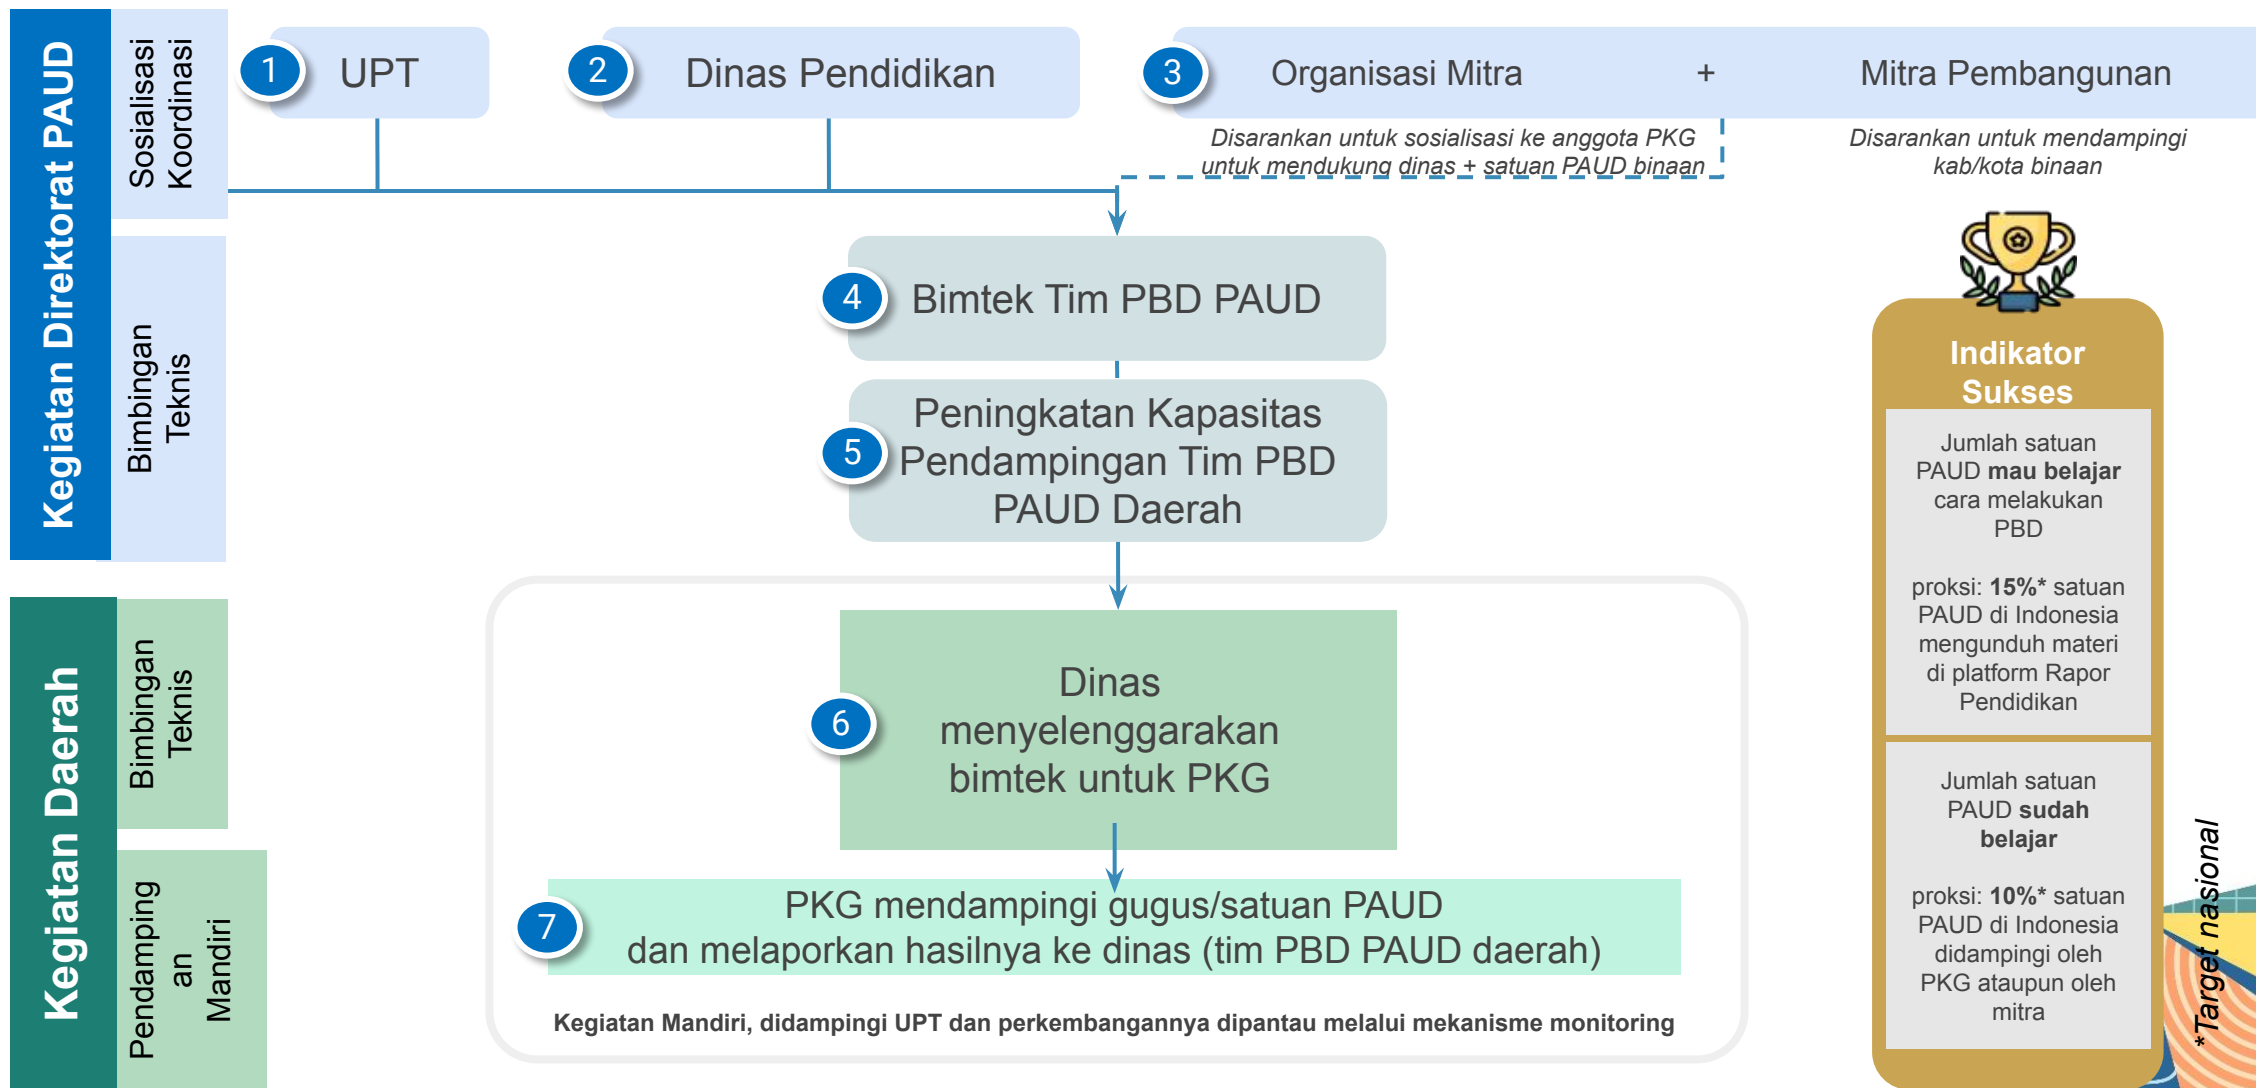 Kegiatan Direktorat PAUD
Sosialisasi
Koordinasi
1
UPT
2
Dinas Pendidikan
3
Organisasi Mitra
+
Mitra Pembangunan
Disarankan untuk sosialisasi ke anggota PKG
untuk mendukung dinas + satuan PAUD binaan
Disarankan untuk mendampingi
kab/kota binaan
Bimbingan
Teknis
4
Bimtek Tim PBD PAUD
5
Peningkatan Kapasitas
Pendampingan Tim PBD
PAUD Daerah
Kegiatan Daerah
Bimbingan
Teknis
6
Dinas
menyelenggarakan
bimtek untuk PKG
Pendamping
an
Mandiri
7
PKG mendampingi gugus/satuan PAUD
dan melaporkan hasilnya ke dinas (tim PBD PAUD daerah)
Kegiatan Mandiri, didampingi UPT dan perkembangannya dipantau melalui mekanisme monitoring
Indikator
Sukses
Jumlah satuan
PAUD mau belajar
cara melakukan
PBD
proksi: 15%* satuan
PAUD di Indonesia
mengunduh materi
di platform Rapor
Pendidikan
Jumlah satuan
PAUD sudah
belajar
proksi: 10%* satuan
PAUD di Indonesia
didampingi oleh
PKG ataupun oleh
mitra
*Target nasional